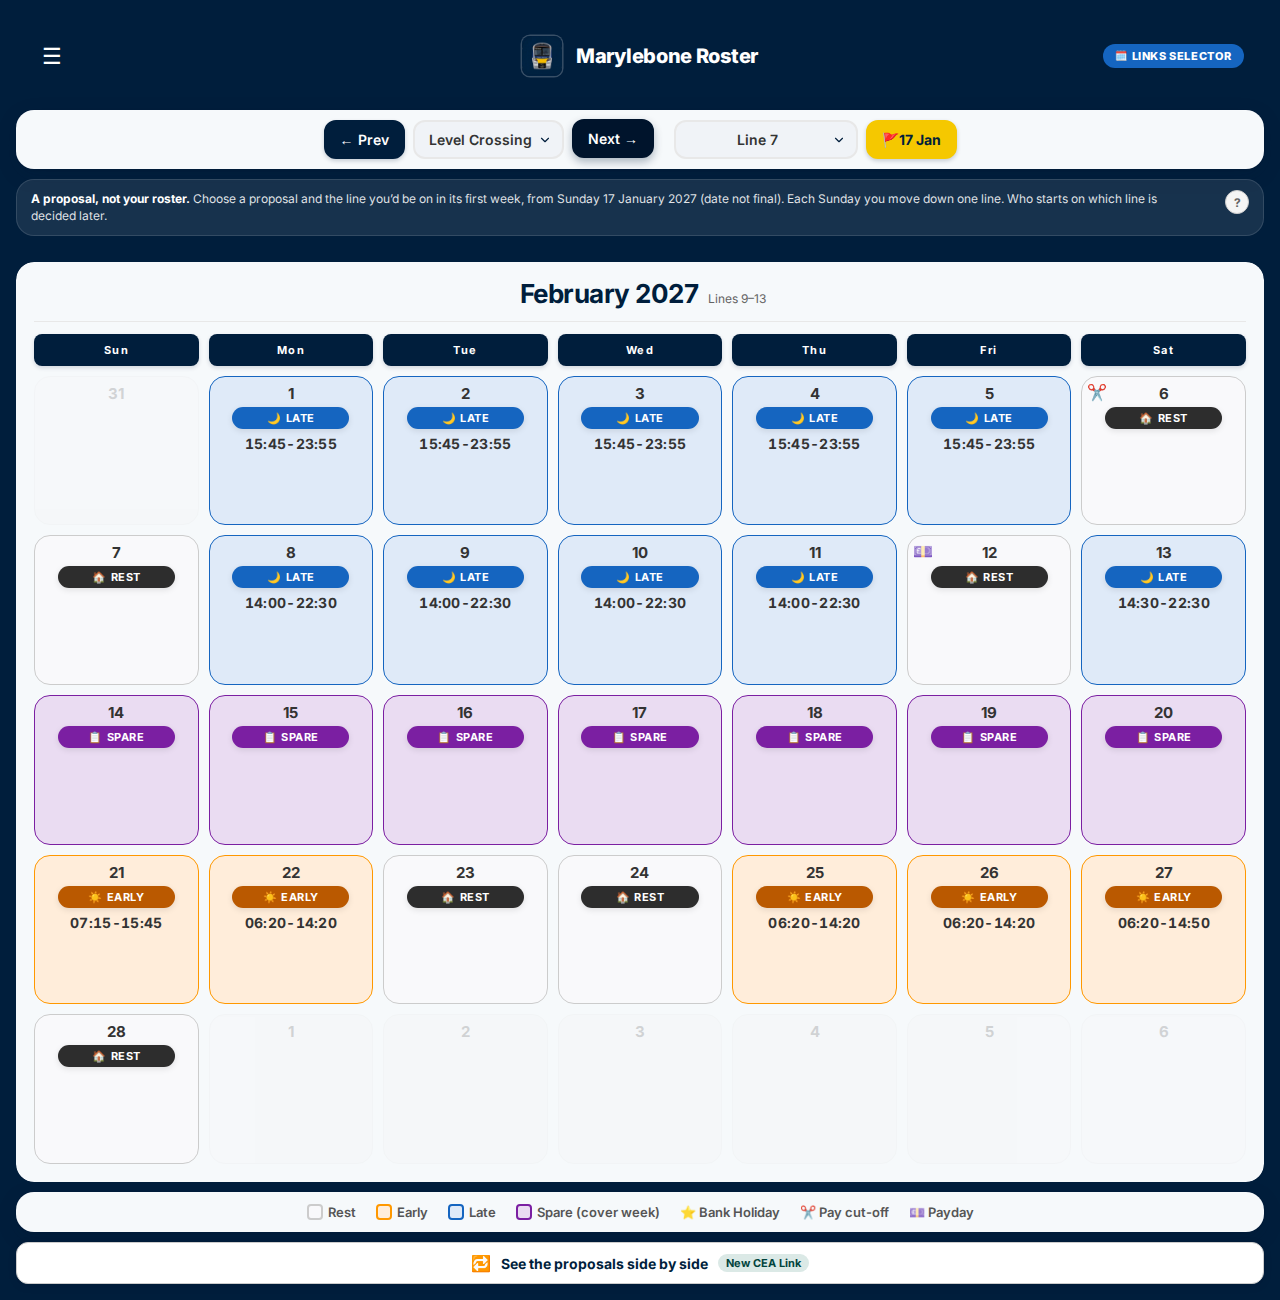 ☰
Marylebone Roster
LINKS SELECTOR
← Prev
Level Crossing
Next →
Line 7
17 Jan
A proposal, not your roster. Choose a proposal and the line you'd be on in its first week, from Sunday 17 January 2027 (date not final). Each Sunday you move down one line. Who starts on which line is
decided later.
?
February 2027 Lines 9–13
Sun Mon Tue Wed Thu Fri Sat
31 1 2 3 4 5 6
LATE LATE LATE LATE LATE REST
15:45-23:55 15:45-23:55 15:45-23:55 15:45-23:55 15:45-23:55
7 8 9 10 11 12 13
REST LATE LATE LATE LATE REST LATE
14:00-22:30 14:00-22:30 14:00-22:30 14:00-22:30 14:30-22:30
14 15 16 17 18 19 20
SPARE SPARE SPARE SPARE SPARE SPARE SPARE
21 22 23 24 25 26 27
EARLY EARLY REST REST EARLY EARLY EARLY
07:15-15:45 06:20-14:20 06:20-14:20 06:20-14:20 06:20-14:50
28 1 2 3 4 5 6
REST
Rest Early Late Spare (cover week) Bank Holiday Pay cut-off Payday
See the proposals side by side New CEA Link